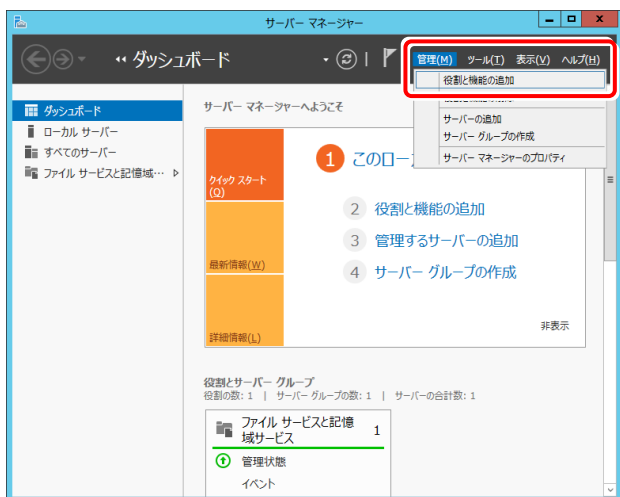 サーバー マネージャー
ダッシュボード
管理(M) ツール(T) 表示(V) ヘルプ(H)
役割と機能の追加
サーバーの追加
サーバー グループの作成
サーバー マネージャーのプロパティ
ダッシュボード
ローカル サーバー
すべてのサーバー
ファイル サービスと記憶域…
サーバー マネージャーへようこそ
クイック スタート
(Q)
最新情報(W)
詳細情報(L)
1 このロー
2 役割と機能の追加
3 管理するサーバーの追加
4 サーバー グループの作成
非表示
役割とサーバー グループ
役割の数: 1 | サーバー グループの数: 1 | サーバーの合計数: 1
ファイル サービスと記憶
域サービス
1
管理状態
イベント